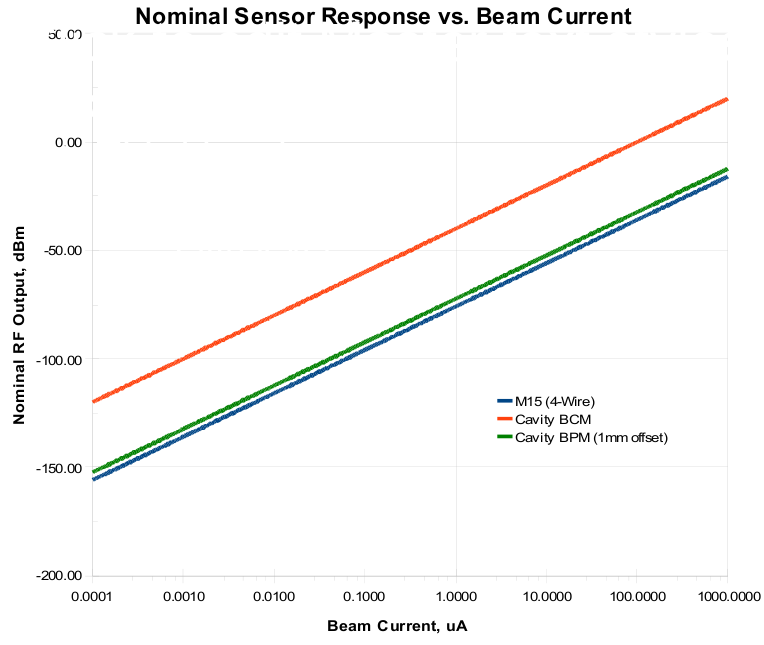 Nominal Sensor Response vs. Beam Current
50.00
0.00
-50.00
-100.00
-150.00
-200.00
Nominal RF Output, dBm
M15 (4-Wire)
Cavity BCM
Cavity BPM (1mm offset)
0.0001 0.0010 0.0100 0.1000 1.0000 10.0000 100.0000 1000.0000
Beam Current, uA